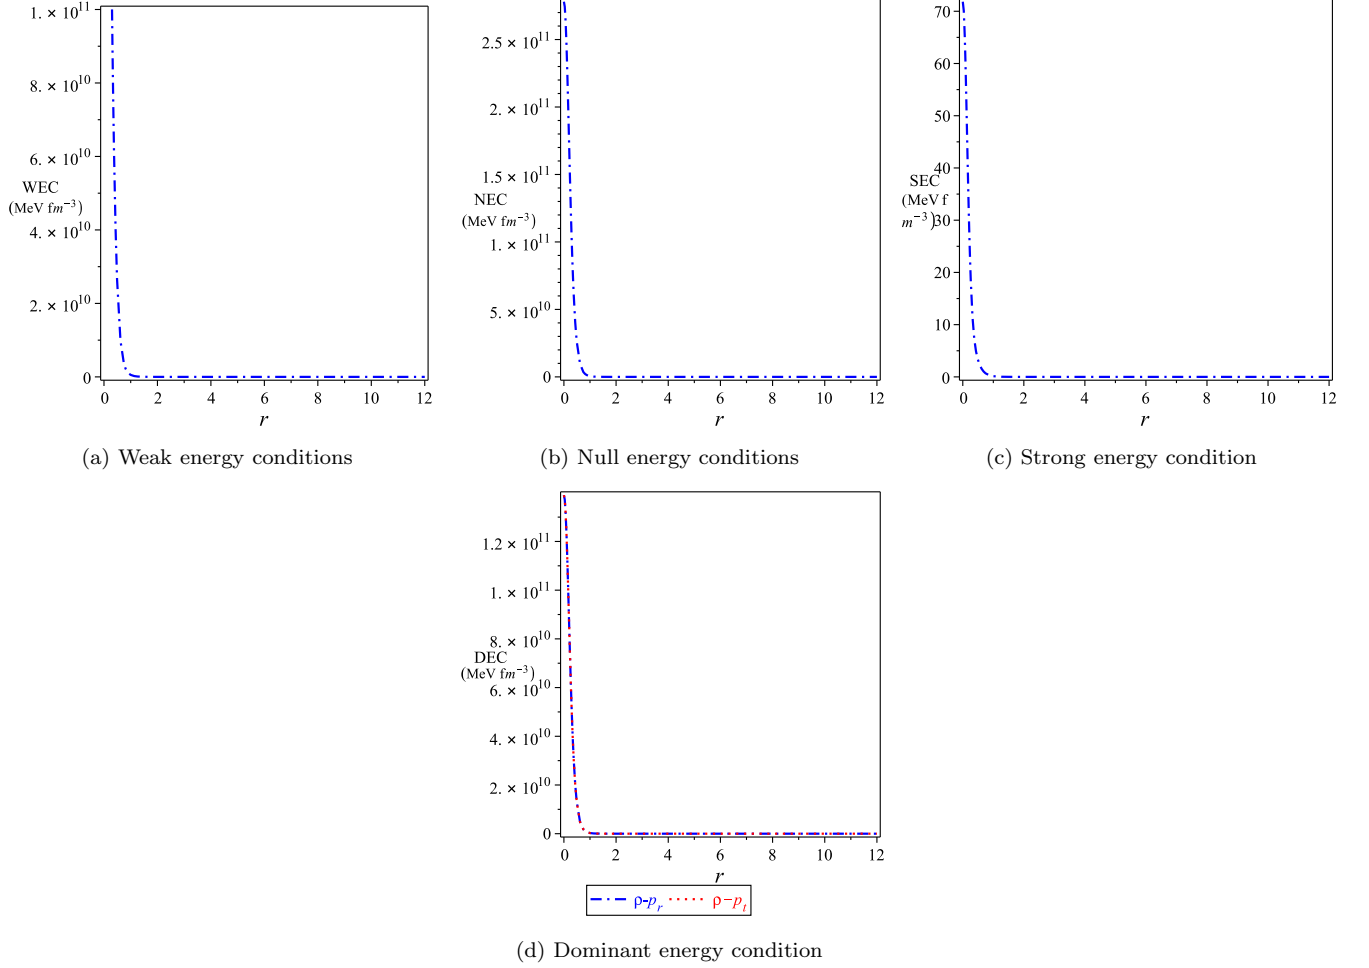 1. × 10^11
8. × 10^10
6. × 10^10
WEC
(MeV fm^−3)
4. × 10^10
2. × 10^10
0
0 2 4 6 8 10 12
r
(a) Weak energy conditions
2.5 × 10^11
2. × 10^11
1.5 × 10^11
NEC
(MeV fm^−3)
1. × 10^11
5. × 10^10
0
0 2 4 6 8 10 12
r
(b) Null energy conditions
70
60
50
40
SEC
(MeV f
m^−3)
30
20
10
0
0 2 4 6 8 10 12
r
(c) Strong energy condition
1.2 × 10^11
1. × 10^11
8. × 10^10
DEC
(MeV fm^−3)
6. × 10^10
4. × 10^10
2. × 10^10
0
0 2 4 6 8 10 12
r
ρ-p_r ρ−p_t
(d) Dominant energy condition